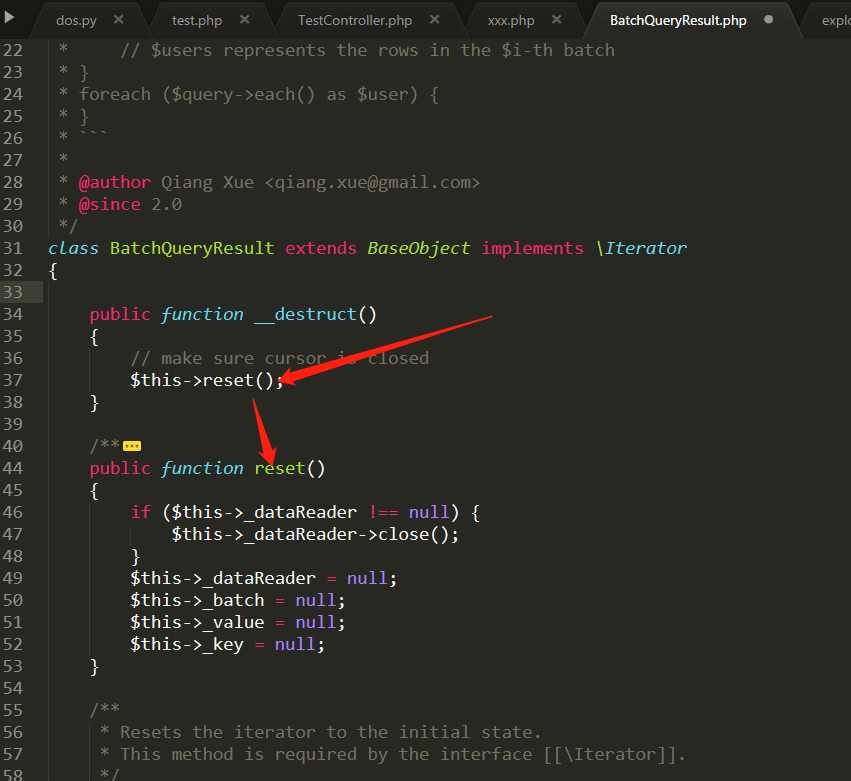 dos.py × test.php × TestController.php × xxx.php × BatchQueryResult.php ● explo
22 * // $users represents the rows in the $i-th batch
23 * }
24 * foreach ($query->each() as $user) {
25 * }
26 * ```
27 *
28 * @author Qiang Xue <qiang.xue@gmail.com>
29 * @since 2.0
30 */
31 class BatchQueryResult extends BaseObject implements \Iterator
32 {
33
34 public function __destruct()
35 {
36 // make sure cursor is closed
37 $this->reset();
38 }
39
40 /**
44 public function reset()
45 {
46 if ($this->_dataReader !== null) {
47 $this->_dataReader->close();
48 }
49 $this->_dataReader = null;
50 $this->_batch = null;
51 $this->_value = null;
52 $this->_key = null;
53 }
54
55 /**
56 * Resets the iterator to the initial state.
57 * This method is required by the interface [[\Iterator]].
58 */